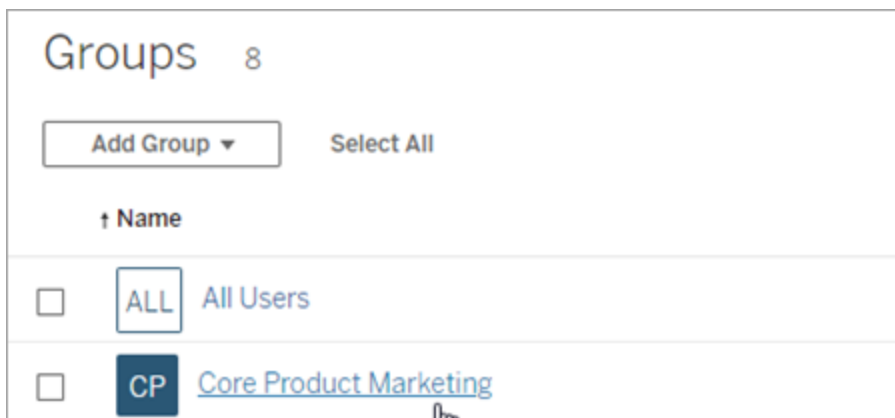 Groups 8
Add Group ▾ Select All
↑ Name
ALL All Users
CP Core Product Marketing